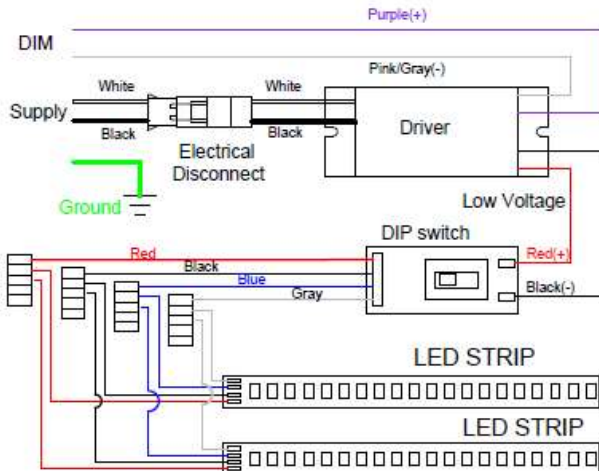 Purple(+)
DIM
Pink/Gray(-)
White
White
Supply
Driver
Black
Black
Electrical
Disconnect
Ground
Low Voltage
DIP switch
Red
Red(+)
Black
Blue
Gray
Black(-)
LED STRIP
LED STRIP